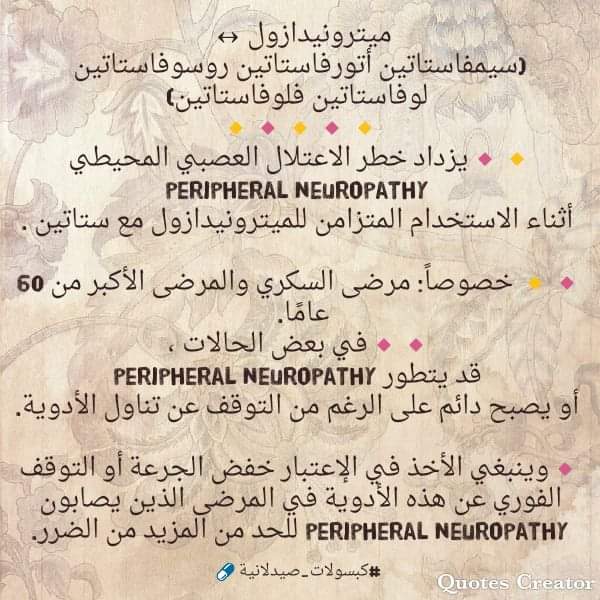 ميترونيدازول ↔
(سيمفاستاتين أتورفاستاتين روسوفاستاتين
لوفاستاتين فلوفاستاتين)
🔸🔸يزداد خطر الاعتلال العصبي المحيطي
PERIPHERAL NEUROPATHY
أثناء الاستخدام المتزامن للميترونيدازول مع ستاتين .
🔸🔸 خصوصاً: مرضى السكري والمرضى الأكبر من 60
عامًا.
🔸🔸في بعض الحالات ،
قد يتطور PERIPHERAL NEUROPATHY
أو يصبح دائم على الرغم من التوقف عن تناول الأدوية.
🔸وينبغي الأخذ في الإعتبار خفض الجرعة أو التوقف
الفوري عن هذه الأدوية في المرضى الذين يصابون
PERIPHERAL NEUROPATHY للحد من المزيد من الضرر.
#كبسولات_صيدلانية 💊
Quotes Creator